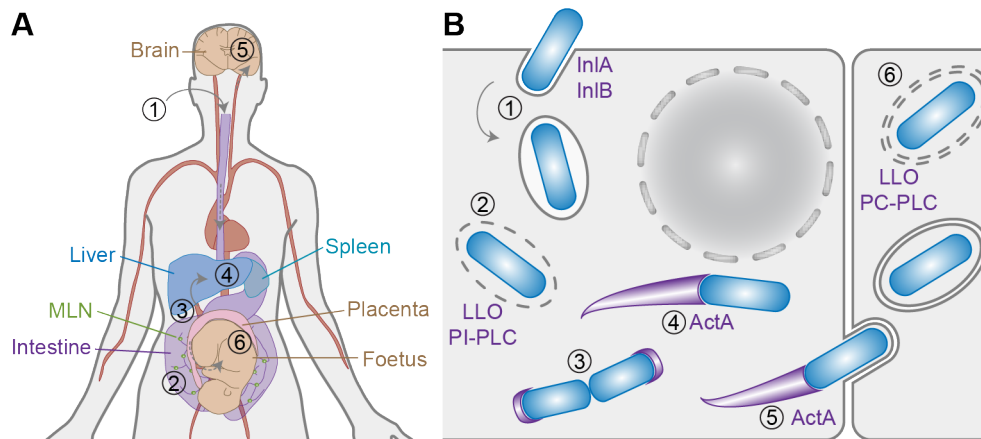 A
Brain
⑤
①
Liver
④
Spleen
③
MLN
Placenta
Intestine
⑥
Foetus
②
B
InlA
InlB
①
②
LLO
PI-PLC
④ ActA
③
⑤ ActA
⑥
LLO
PC-PLC